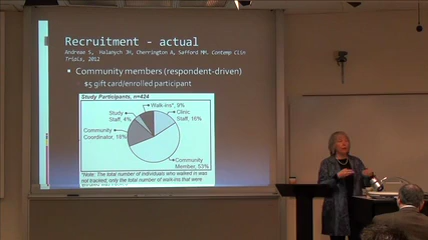 Recruitment - actual
Andreae S, Halanych JH, Cherrington A, Safford MM. Contemp Clin
Trials, 2012
Community members (respondent-driven)
$5 gift card/enrolled participant
Study Participants, n=424
Walk-ins*, 9%
Study
Staff, 4%
Clinic
Staff, 16%
Community
Coordinator, 18%
Community
Member, 53%
*Note: The total number of individuals who walked in was
not tracked, only the total number of walk-ins that were